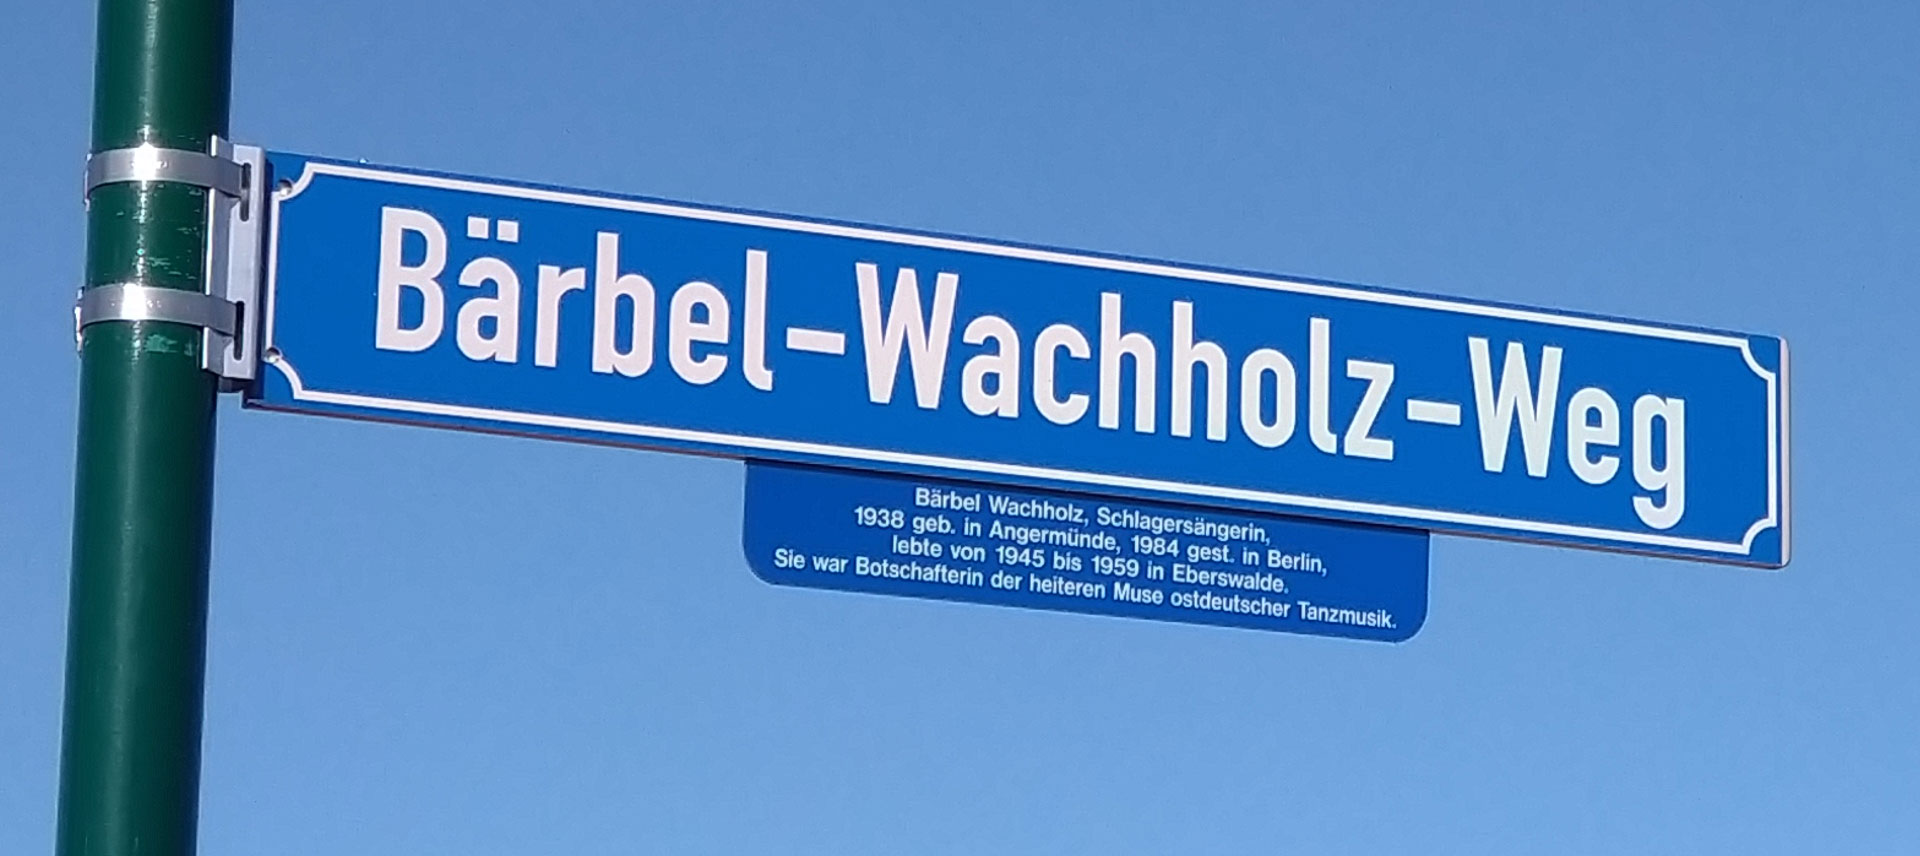 Bärbel-Wachholz-Weg
Bärbel Wachholz, Schlagersängerin,
1938 geb. in Angermünde, 1984 gest. in Berlin,
lebte von 1945 bis 1959 in Eberswalde.
Sie war Botschafterin der heiteren Muse ostdeutscher Tanzmusik.